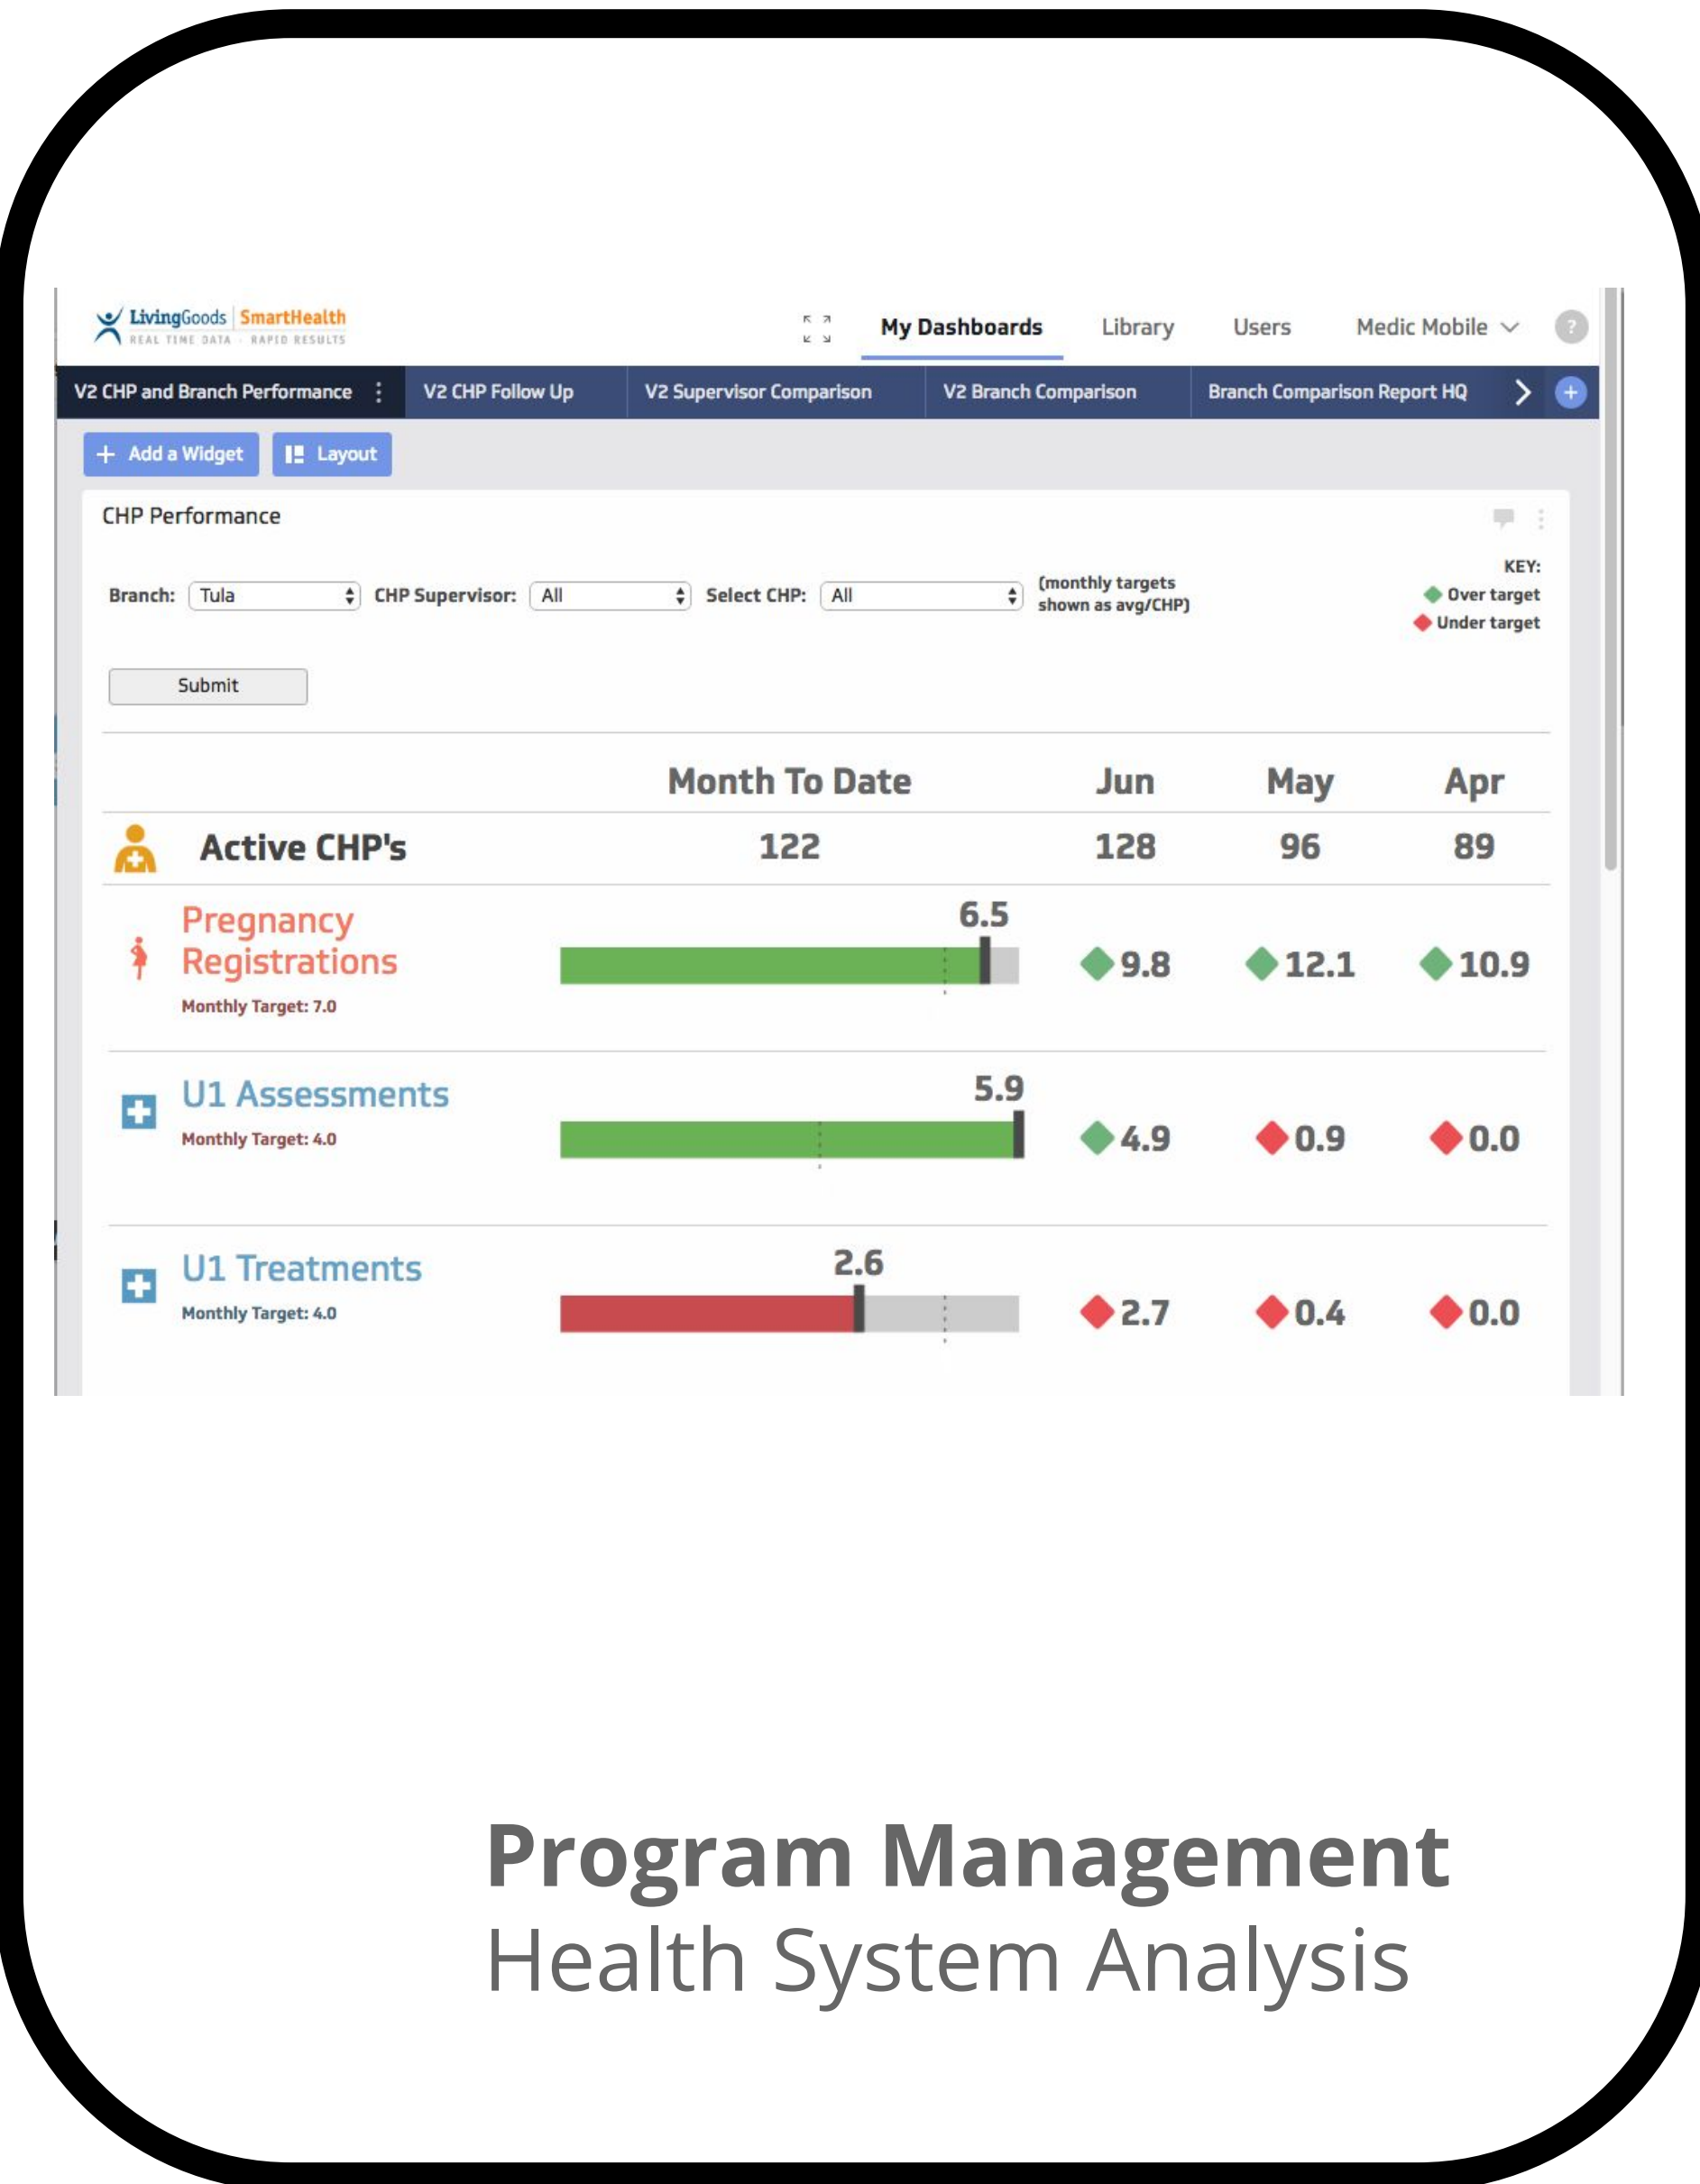 LivingGoods SmartHealth
REAL TIME DATA · RAPID RESULTS
My Dashboards Library Users Medic Mobile ?
V2 CHP and Branch Performance V2 CHP Follow Up V2 Supervisor Comparison V2 Branch Comparison Branch Comparison Report HQ
+ Add a Widget Layout
CHP Performance
KEY:
Over target
Under target
Branch: Tula CHP Supervisor: All Select CHP: All (monthly targets
shown as avg/CHP)
Submit
Month To Date Jun May Apr
Active CHP's 122 128 96 89
Pregnancy
Registrations
Monthly Target: 7.0
6.5 9.8 12.1 10.9
U1 Assessments
Monthly Target: 4.0
5.9 4.9 0.9 0.0
U1 Treatments
Monthly Target: 4.0
2.6 2.7 0.4 0.0
Program Management
Health System Analysis